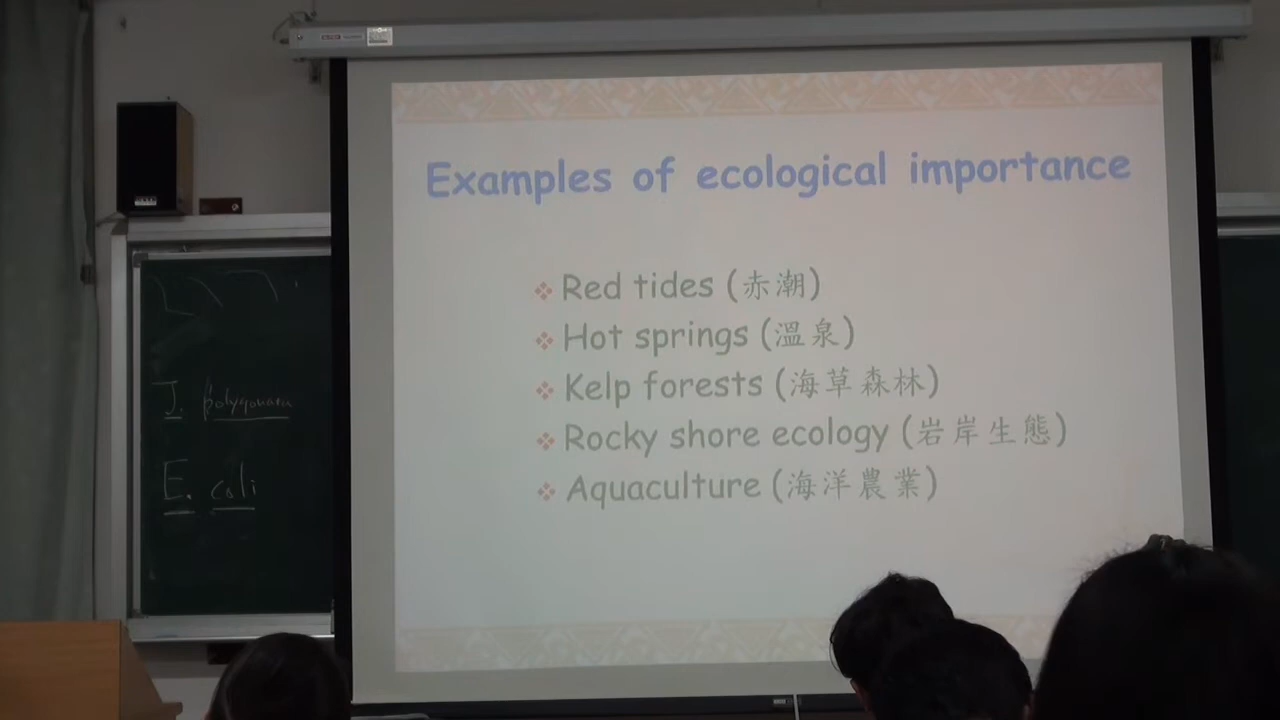 Examples of ecological importance
Red tides (赤潮)
Hot springs (溫泉)
Kelp forests (海草森林)
Rocky shore ecology (岩岸生態)
Aquaculture (海洋農業)
J.
E. coli